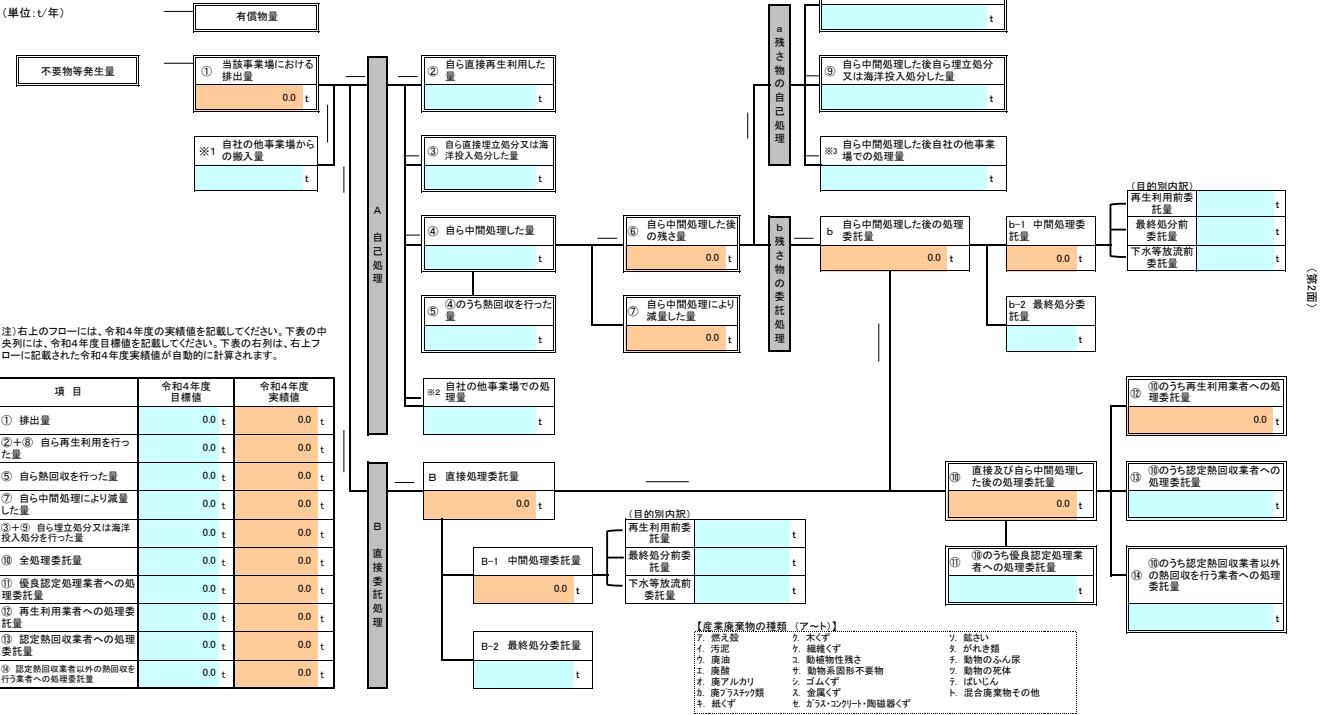 (単位:t/年)
有償物量
不要物等発生量
① 当該事業場における
排出量
0.0 t
※1 自社の他事業場から
の搬入量
t
A 自己処理
② 自ら直接再生利用した
量
t
③ 自ら直接埋立処分又は海
洋投入処分した量
t
④ 自ら中間処理した量
t
⑤ ④のうち熱回収を行った
量
t
※2 自社の他事業場での処
理量
t
⑥ 自ら中間処理した後
の残さ量
0.0 t
⑦ 自ら中間処理により
減量した量
0.0 t
a 残さ物の自己処理
t
⑨ 自ら中間処理した後自ら埋立処分
又は海洋投入処分した量
t
※3 自ら中間処理した後自社の他事業
場での処理量
t
b 残さ物の委託処理
b 自ら中間処理した後の処理
委託量
0.0 t
b-1 中間処理委
託量
0.0 t
b-2 最終処分委
託量
t
(目的別内訳)
再生利用前委
託量
t
最終処分前
委託量
t
下水等放流前
委託量
t
(第2面)
注)右上のフローには、令和4年度の実績値を記載してください。下表の中
央列には、令和4年度目標値を記載してください。下表の右列は、右上フ
ローに記載された令和4年度実績値が自動的に計算されます。
項 目 令和4年度
目標値 令和4年度
実績値
① 排出量 0.0 t 0.0 t
②+⑧ 自ら再生利用を行っ
た量 0.0 t 0.0 t
⑤ 自ら熱回収を行った量 0.0 t 0.0 t
⑦ 自ら中間処理により減量
した量 0.0 t 0.0 t
③+⑨ 自ら埋立処分又は海洋
投入処分を行った量 0.0 t 0.0 t
⑩ 全処理委託量 0.0 t 0.0 t
⑪ 優良認定処理業者への処
理委託量 0.0 t 0.0 t
⑫ 再生利用業者への処理委
託量 0.0 t 0.0 t
⑬ 認定熱回収業者への処理
委託量 0.0 t 0.0 t
⑭ 認定熱回収業者以外の熱回収を
行う業者への処理委託量 0.0 t 0.0 t
B 直接委託処理
B 直接処理委託量
0.0 t
B-1 中間処理委託量
0.0 t
B-2 最終処分委託量
t
(目的別内訳)
再生利用前委
託量
t
最終処分前委
託量
t
下水等放流前
委託量
t
⑩ 直接及び自ら中間処理し
た後の処理委託量
0.0 t
⑪ ⑩のうち優良認定処理業
者への処理委託量
t
⑫ ⑩のうち再生利用業者への処
理委託量
0.0 t
⑬ ⑩のうち認定熱回収業者への
処理委託量
t
⑭ ⑩のうち認定熱回収業者以外
の熱回収を行う業者への処理
委託量
t
【産業廃棄物の種類 (ア~ト)】
ア. 燃え殻 ク. 木くず ソ. 鉱さい
イ. 汚泥 ケ. 繊維くず タ. がれき類
ウ. 廃油 コ. 動植物性残さ チ. 動物のふん尿
エ. 廃酸 サ. 動物系固形不要物 ツ. 動物の死体
オ. 廃アルカリ シ. ゴムくず テ. ばいじん
カ. 廃プラスチック類 ス. 金属くず ト. 混合廃棄物その他
キ. 紙くず セ. ガラス・コンクリート・陶磁器くず